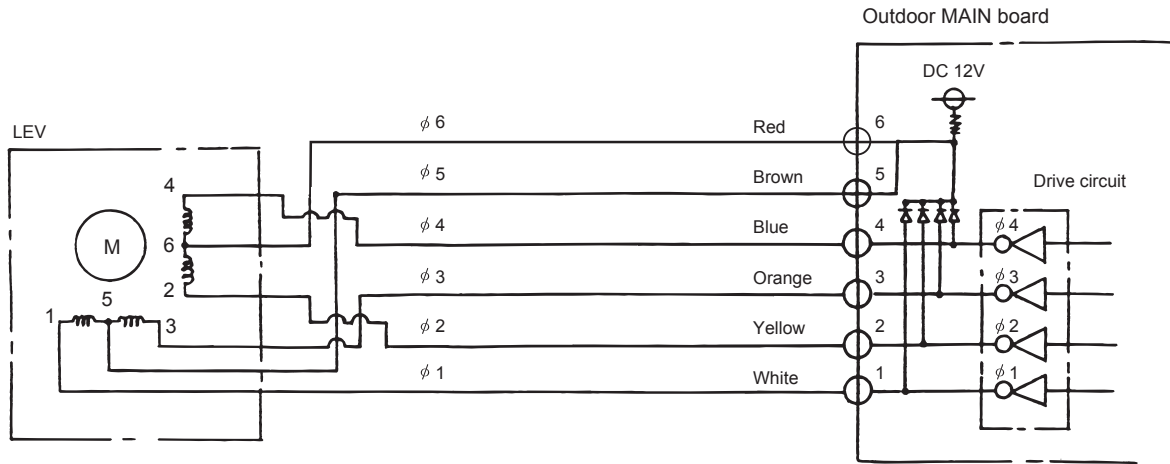 Outdoor MAIN board
DC 12V
LEV
ϕ 6
Red
6
ϕ 5
Brown
5
Drive circuit
4
ϕ 4
Blue
4
ϕ 4
M
6
ϕ 3
Orange
3
ϕ 3
2
5
1
3
ϕ 2
Yellow
2
ϕ 2
ϕ 1
White
1
ϕ 1